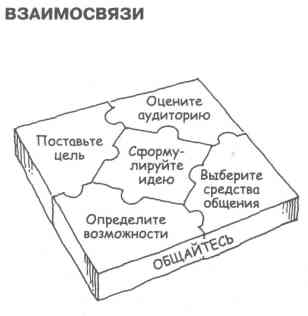 ВЗАИМОСВЯЗИ
Оцените
аудиторию
Поставьте
цель
Сформу-
лируйте
идею
Выберите
средства
общения
Определите
возможности
ОБЩАЙТЕСЬ